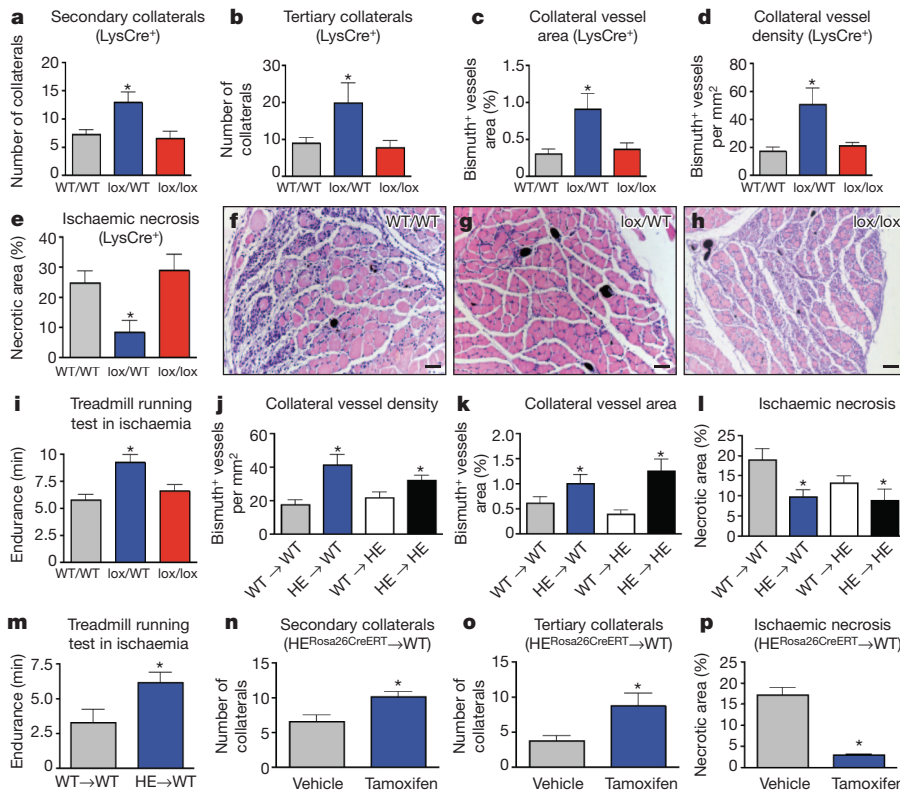 a Secondary collaterals
(LysCre+)
Number of collaterals
20
15
10
5
0
*
WT/WT lox/WT lox/lox
b Tertiary collaterals
(LysCre+)
Number of
collaterals
30
20
10
0
*
WT/WT lox/WT lox/lox
c Collateral vessel
area (LysCre+)
Bismuth+ vessels
area (%)
1.5
1.0
0.5
0
*
WT/WT lox/WT lox/lox
d Collateral vessel
density (LysCre+)
Bismuth+ vessels
per mm2
80
60
40
20
0
*
WT/WT lox/WT lox/lox
e Ischaemic necrosis
(LysCre+)
Necrotic area (%)
40
30
20
10
0
*
WT/WT lox/WT lox/lox
f WT/WT
g lox/WT
h lox/lox
i Treadmill running
test in ischaemia
Endurance (min)
10
7.5
5.0
2.5
0
*
WT/WT lox/WT lox/lox
j Collateral vessel density
Bismuth+ vessels
per mm2
60
40
20
0
* *
WT → WT HE → WT WT → HE HE → HE
k Collateral vessel area
Bismuth+ vessels
area (%)
2.0
1.5
1.0
0.5
0
* *
WT → WT HE → WT WT → HE HE → HE
l Ischaemic necrosis
Necrotic area (%)
25
20
15
10
5
0
* *
WT → WT HE → WT WT → HE HE → HE
m Treadmill running
test in ischaemia
Endurance (min)
7.5
5.0
2.5
0
*
WT→WT HE→WT
n Secondary collaterals
(HERosa26CreERT→WT)
Number of
collaterals
15
10
5
0
*
Vehicle Tamoxifen
o Tertiary collaterals
(HERosa26CreERT→WT)
Number of
collaterals
15
10
5
0
*
Vehicle Tamoxifen
p Ischaemic necrosis
(HERosa26CreERT→WT)
Necrotic area (%)
25
20
15
10
5
0
*
Vehicle Tamoxifen